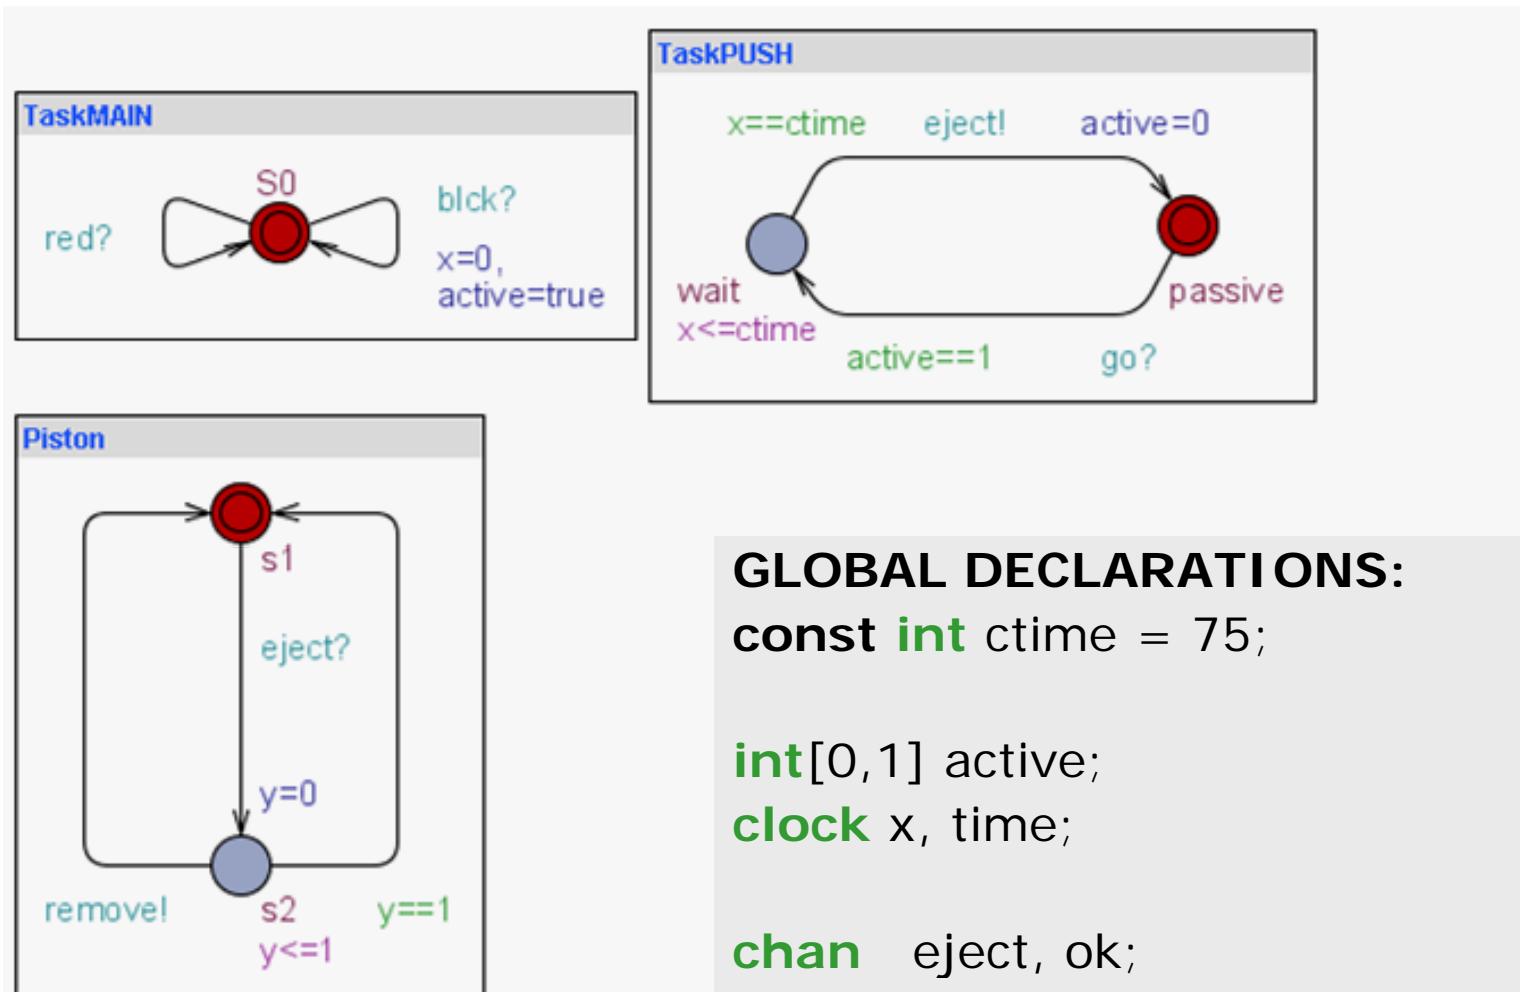 TaskMAIN
S0
red?
blck?
x=0,
active=true
TaskPUSH
x==ctime eject! active=0
wait
x<=ctime
passive
active==1 go?
Piston
s1
eject?
y=0
remove!
s2
y<=1
y==1
GLOBAL DECLARATIONS:
const int ctime = 75;
int[0,1] active;
clock x, time;
chan eject, ok;